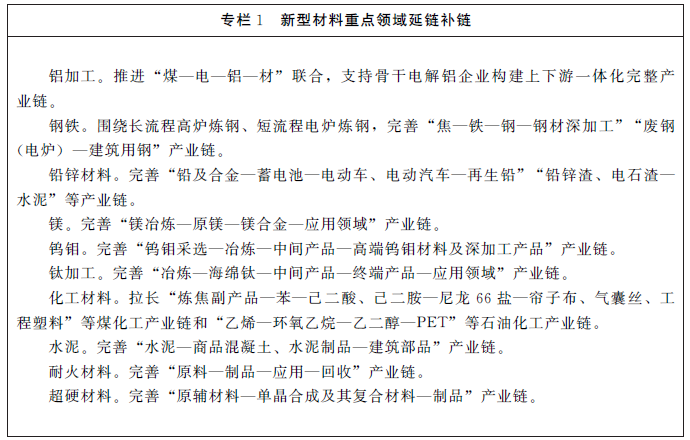 专栏1 新型材料重点领域延链补链
铝加工。推进“煤—电—铝—材”联合，支持骨干电解铝企业构建上下游一体化完整产
业链。
钢铁。围绕长流程高炉炼钢、短流程电炉炼钢，完善“焦—铁—钢—钢材深加工”“废钢
（电炉）—建筑用钢”产业链。
铅锌材料。完善“铅及合金—蓄电池—电动车、电动汽车—再生铅”“铅锌渣、电石渣—
水泥”等产业链。
镁。完善“镁冶炼—原镁—镁合金—应用领域”产业链。
钨钼。完善“钨钼采选—冶炼—中间产品—高端钨钼材料及深加工产品”产业链。
钛加工。完善“冶炼—海绵钛—中间产品—终端产品—应用领域”产业链。
化工材料。拉长“炼焦副产品—苯—己二酸、己二胺—尼龙66盐—帘子布、气囊丝、工
程塑料”等煤化工产业链和“乙烯—环氧乙烷—乙二醇—PET”等石油化工产业链。
水泥。完善“水泥—商品混凝土、水泥制品—建筑部品”产业链。
耐火材料。完善“原料—制品—应用—回收”产业链。
超硬材料。完善“原辅材料—单晶合成及其复合材料—制品”产业链。